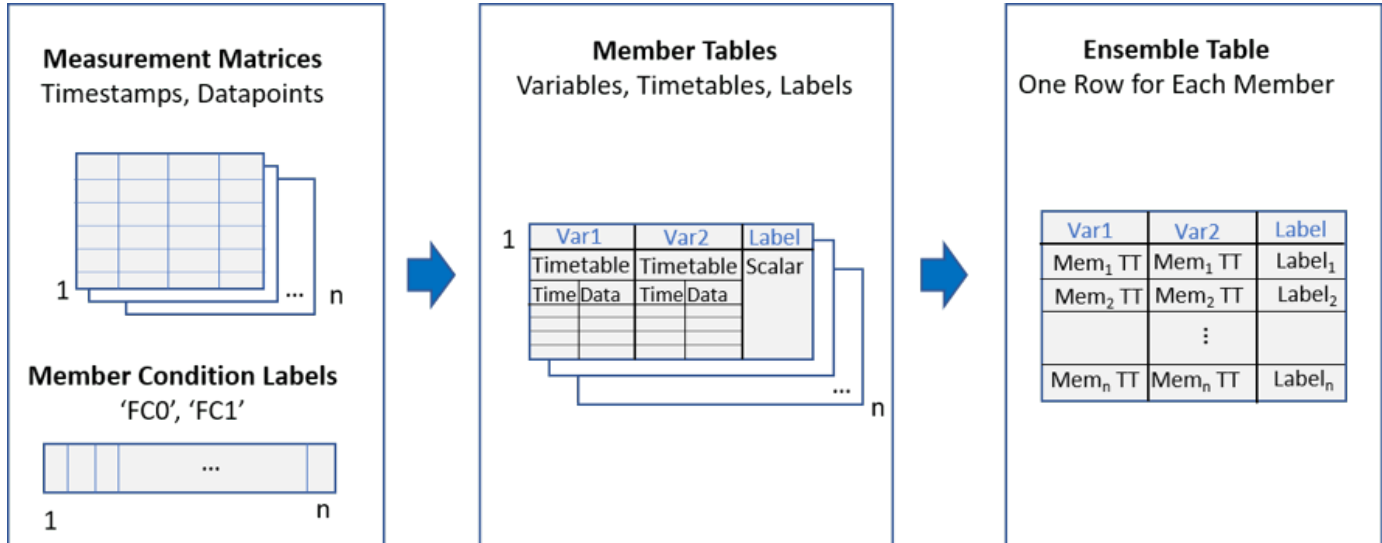 Measurement Matrices
Timestamps, Datapoints
1
...
n
Member Condition Labels
‘FC0’, ‘FC1’
...
1
n
Member Tables
Variables, Timetables, Labels
1
Var1 Var2 Label
Timetable Timetable Scalar
Time Data Time Data
...
n
Ensemble Table
One Row for Each Member
Var1 Var2 Label
Mem₁ TT Mem₁ TT Label₁
Mem₂ TT Mem₂ TT Label₂
⋮
Memₙ TT Memₙ TT Labelₙ